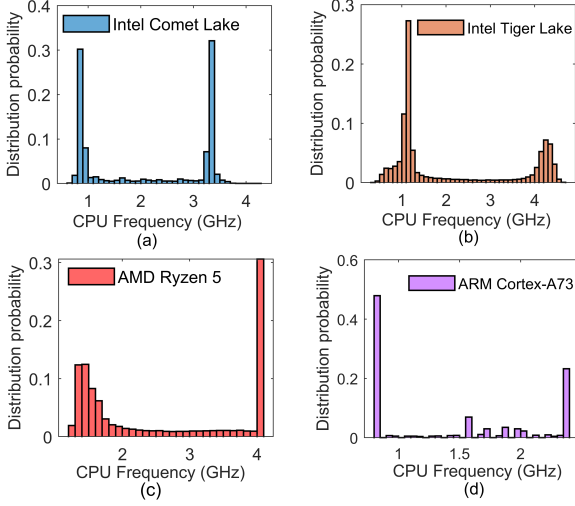 Intel Comet Lake
Distribution probability
0.4
0.3
0.2
0.1
0
1
2
3
4
CPU Frequency (GHz)
(a)
Intel Tiger Lake
Distribution probability
0.3
0.2
0.1
0
1
2
3
4
CPU Frequency (GHz)
(b)
AMD Ryzen 5
Distribution probability
0.3
0.2
0.1
0
2
3
4
CPU Frequency (GHz)
(c)
ARM Cortex-A73
Distribution probability
0.6
0.4
0.2
0
1
1.5
2
CPU Frequency (GHz)
(d)